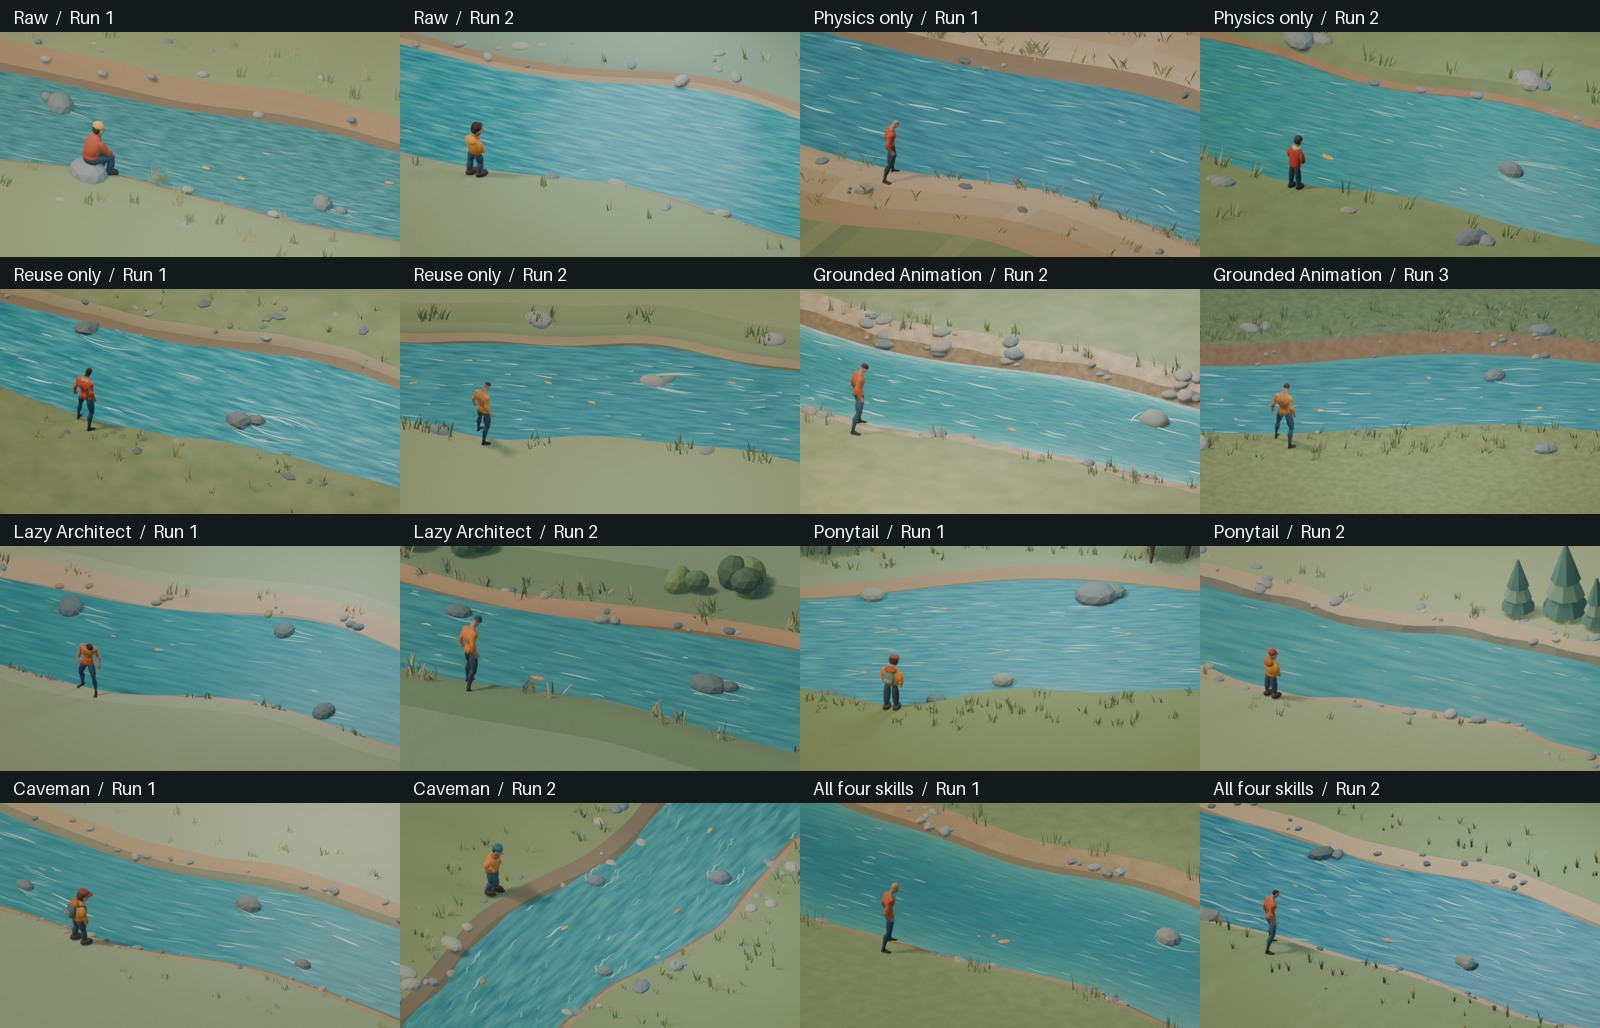 Raw / Run 1
Raw / Run 2
Physics only / Run 1
Physics only / Run 2
Reuse only / Run 1
Reuse only / Run 2
Grounded Animation / Run 2
Grounded Animation / Run 3
Lazy Architect / Run 1
Lazy Architect / Run 2
Ponytail / Run 1
Ponytail / Run 2
Caveman / Run 1
Caveman / Run 2
All four skills / Run 1
All four skills / Run 2